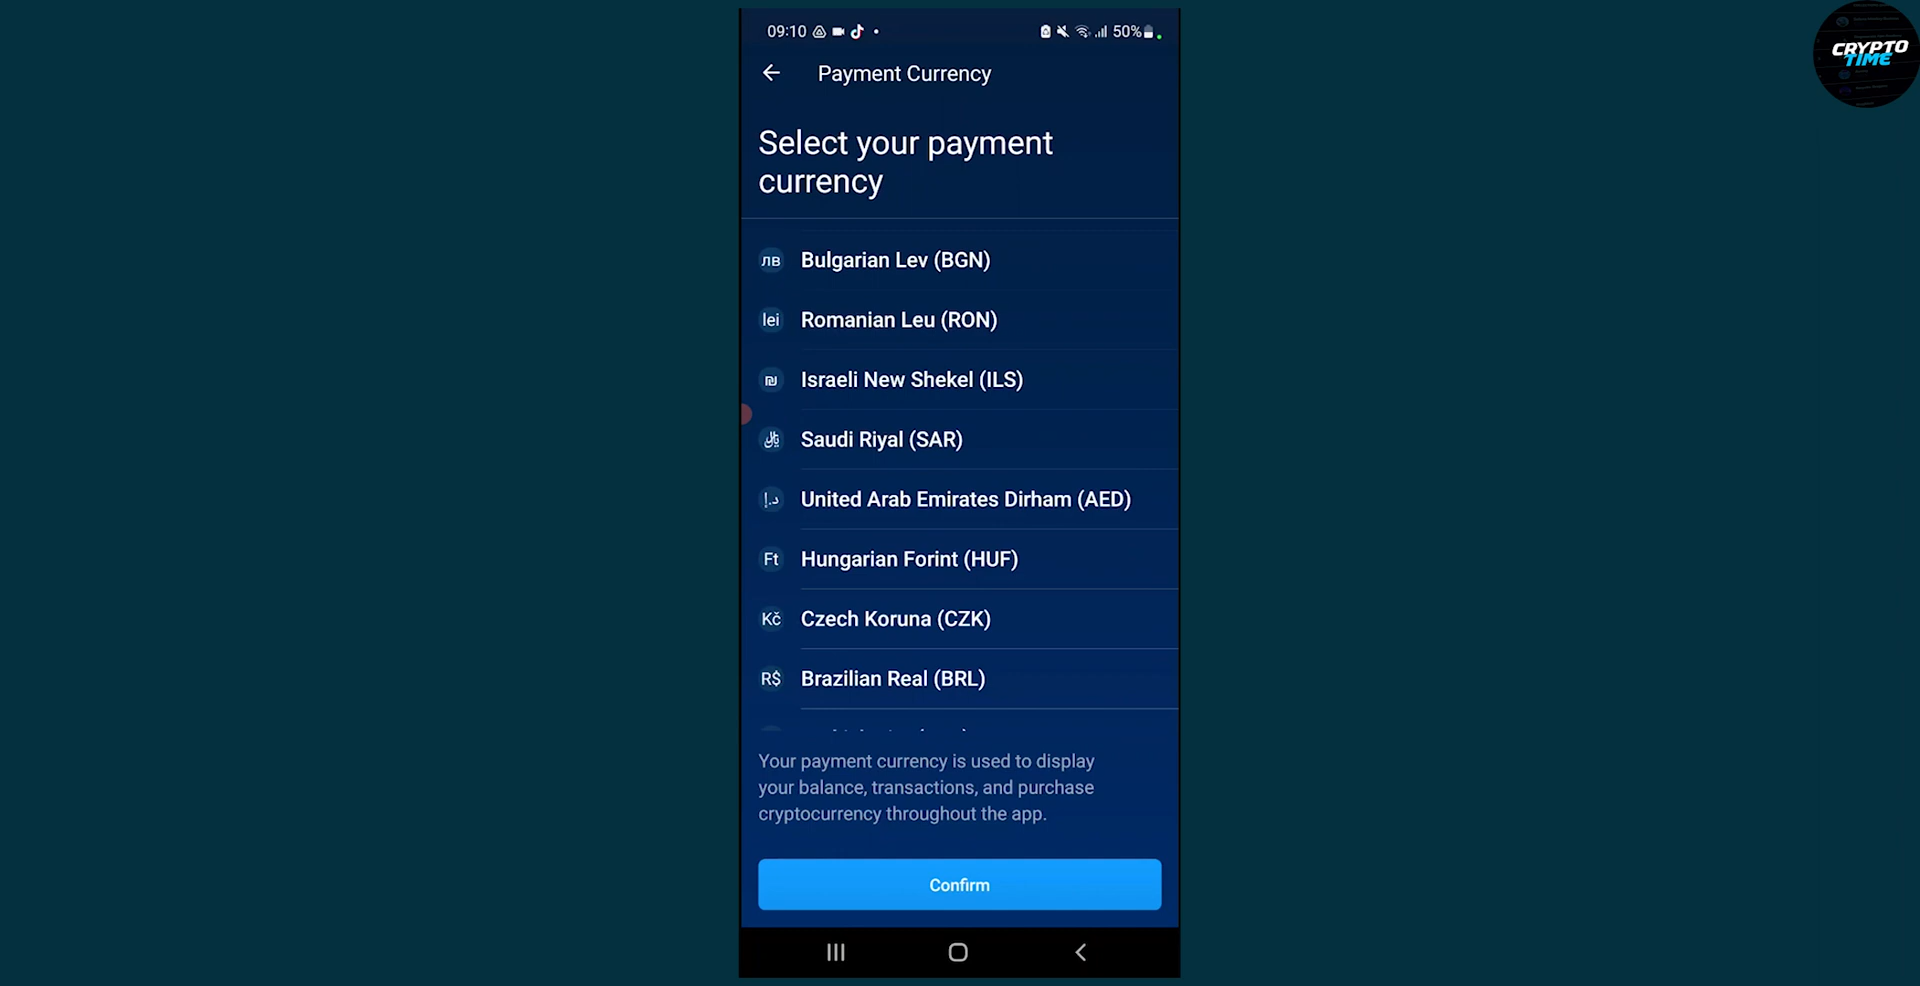 09:10
50%
CRYPTO
TIME
Payment Currency
Select your payment
currency
лв Bulgarian Lev (BGN)
lei Romanian Leu (RON)
₪ Israeli New Shekel (ILS)
﷼ Saudi Riyal (SAR)
د.إ United Arab Emirates Dirham (AED)
Ft Hungarian Forint (HUF)
Kč Czech Koruna (CZK)
R$ Brazilian Real (BRL)
Your payment currency is used to display
your balance, transactions, and purchase
cryptocurrency throughout the app.
Confirm